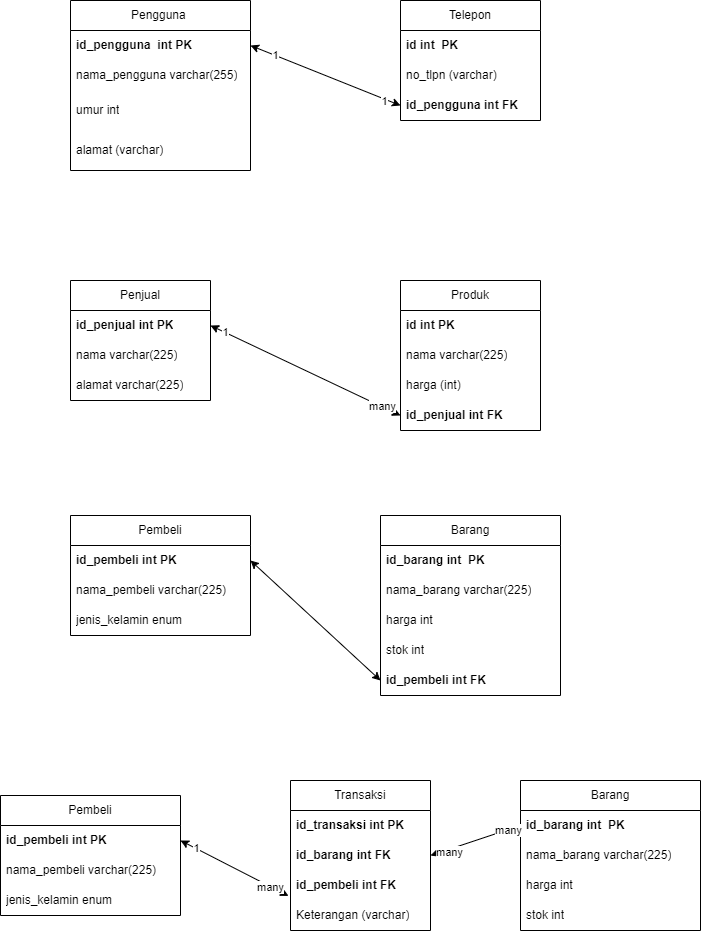 Pengguna
id_pengguna  int PK
nama_pengguna varchar(255)
umur int
alamat (varchar)
1
1
Telepon
id int  PK
no_tlpn (varchar)
id_pengguna int FK
Penjual
id_penjual int PK
nama varchar(225)
alamat varchar(225)
1
many
Produk
id int PK
nama varchar(225)
harga (int)
id_penjual int FK
Pembeli
id_pembeli int PK
nama_pembeli varchar(225)
jenis_kelamin enum
Barang
id_barang int  PK
nama_barang varchar(225)
harga int
stok int
id_pembeli int FK
Pembeli
id_pembeli int PK
nama_pembeli varchar(225)
jenis_kelamin enum
1
many
Transaksi
id_transaksi int PK
id_barang int FK
id_pembeli int FK
Keterangan (varchar)
many
many
Barang
id_barang int  PK
nama_barang varchar(225)
harga int
stok int